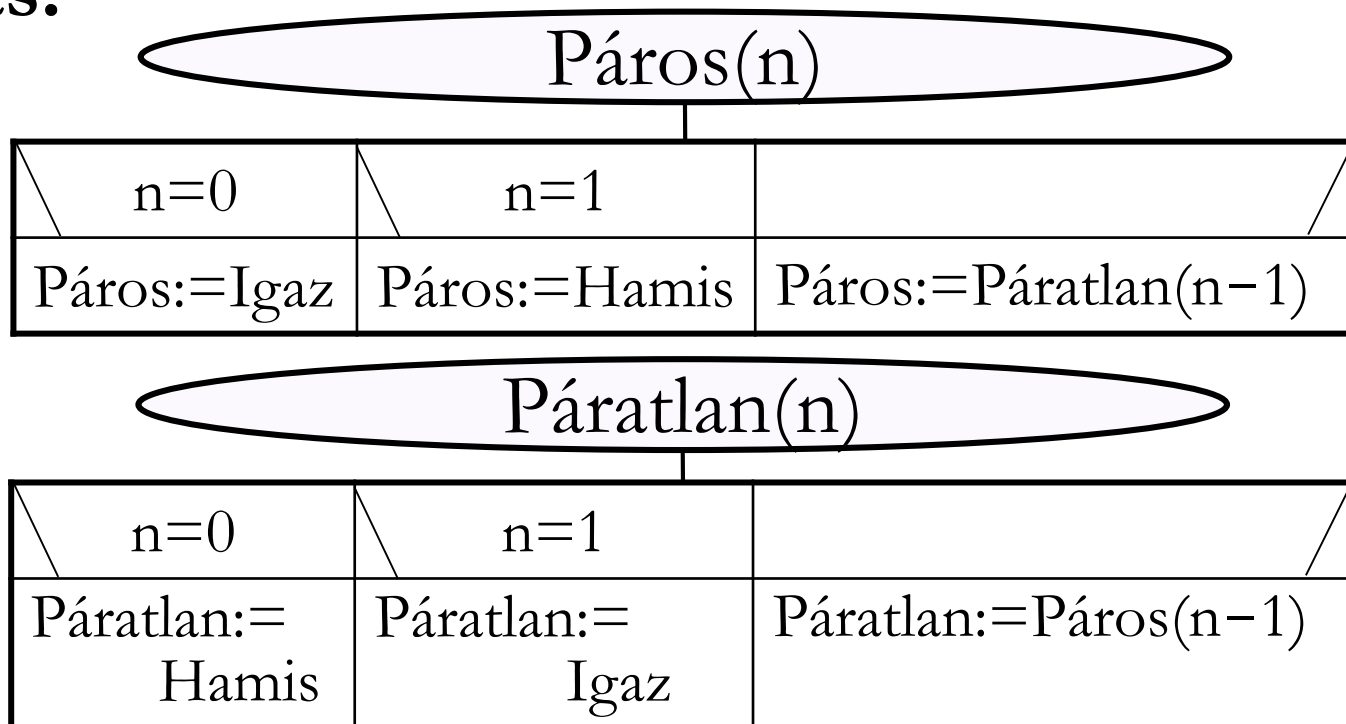 Páros(n)
n=0
n=1
Páros:=Igaz
Páros:=Hamis
Páros:=Páratlan(n−1)
Páratlan(n)
n=0
n=1
Páratlan:=
Hamis
Páratlan:=
Igaz
Páratlan:=Páros(n−1)